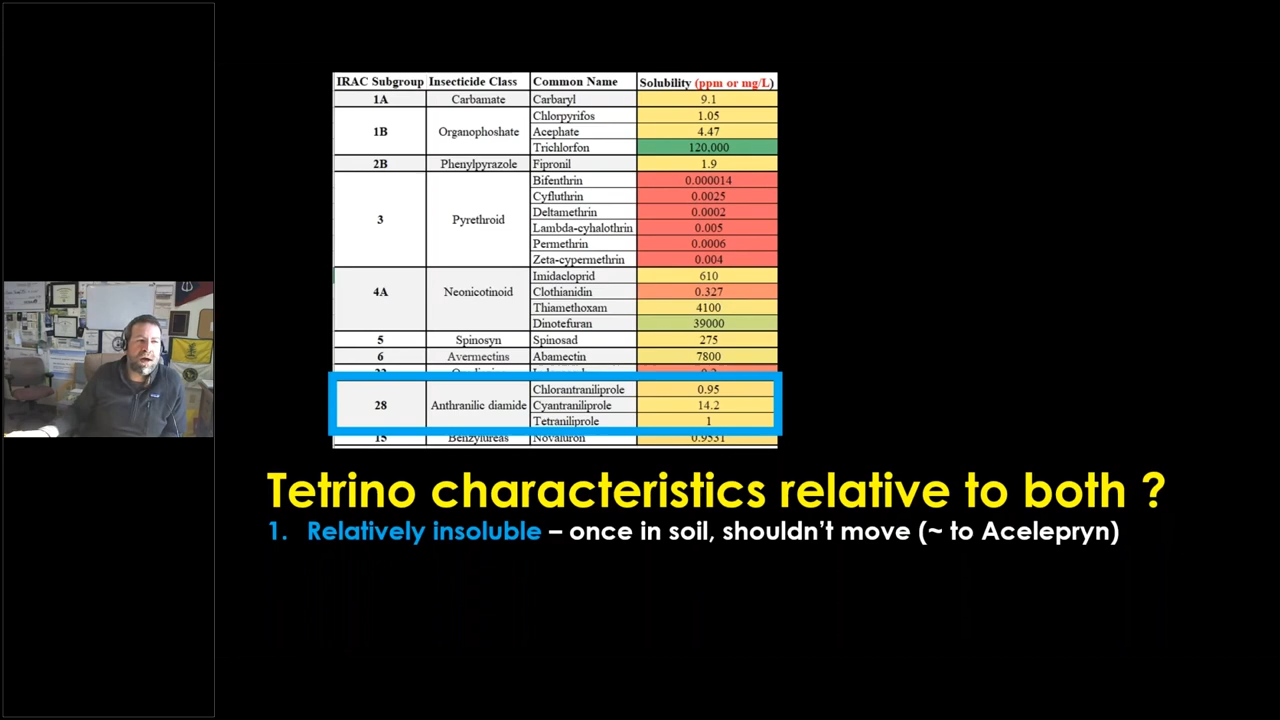 IRAC Subgroup Insecticide Class Common Name Solubility (ppm or mg/L)
1A Carbamate Carbaryl 9.1
Chlorpyrifos 1.05
1B Organophoshate Acephate 4.47
Trichlorfon 120,000
2B Phenylpyrazole Fipronil 1.9
Bifenthrin 0.000014
Cyfluthrin 0.0025
Deltamethrin 0.0002
3 Pyrethroid Lambda-cyhalothrin 0.005
Permethrin 0.0006
Zeta-cypermethrin 0.004
Imidacloprid 610
4A Neonicotinoid Clothianidin 0.327
Thiamethoxam 4100
Dinotefuran 39000
5 Spinosyn Spinosad 275
6 Avermectins Abamectin 7800
Chlorantraniliprole 0.95
28 Anthranilic diamide Cyantraniliprole 14.2
Tetraniliprole 1
15 Benzylureas Novaluron 0.9531
Tetrino characteristics relative to both ?
1. Relatively insoluble – once in soil, shouldn't move (~ to Acelepryn)